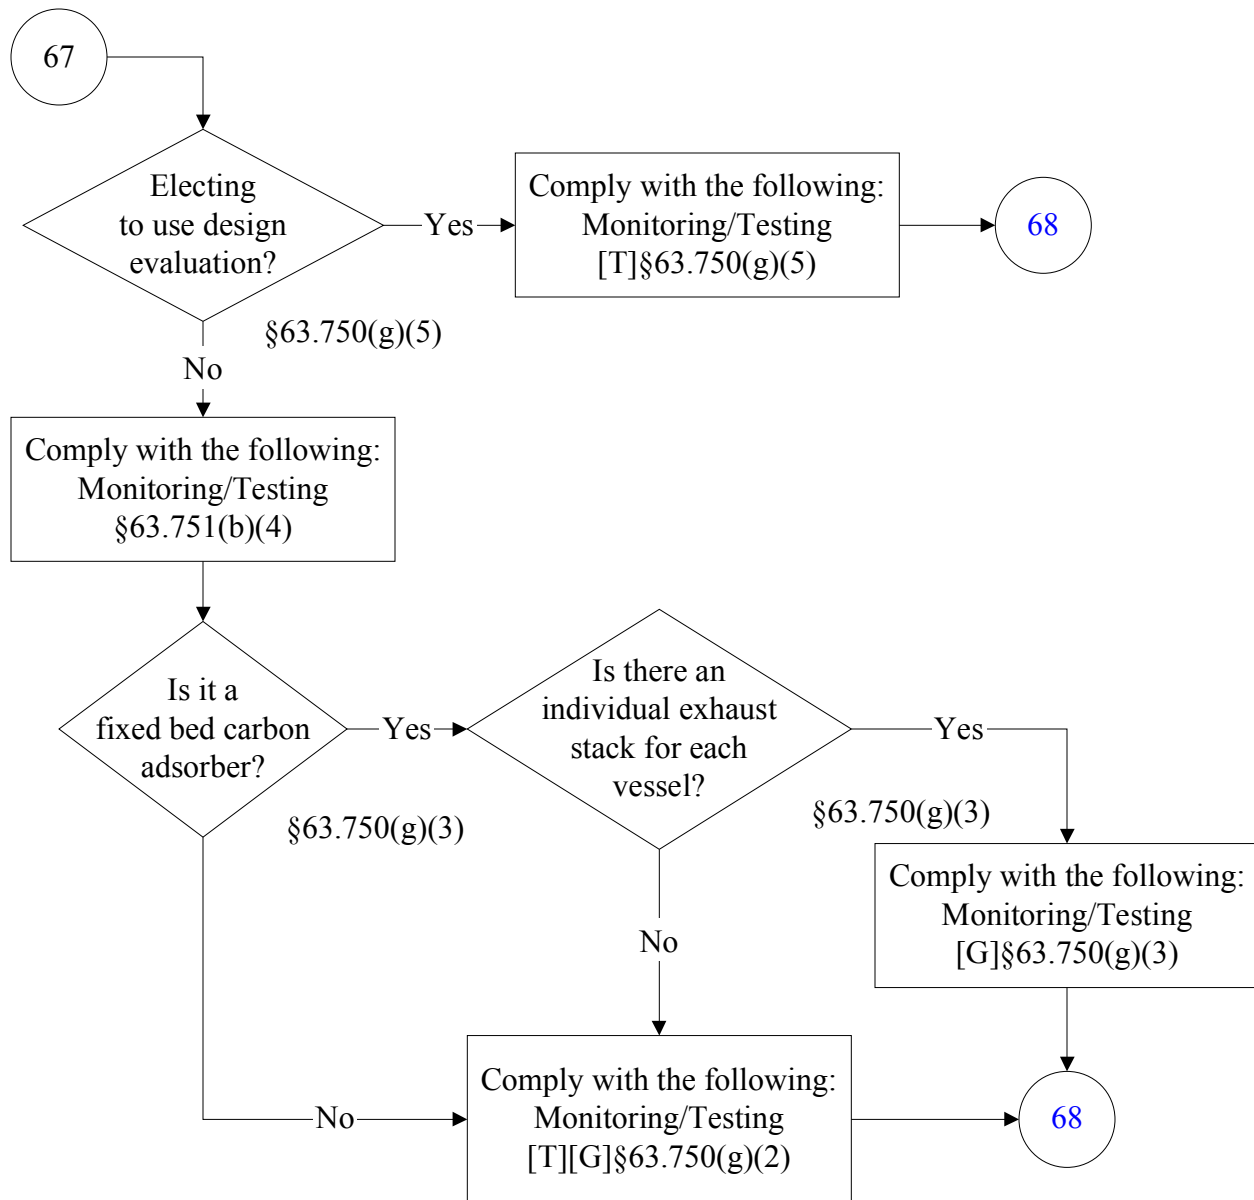 67
Electing
to use design
evaluation?
Yes
Comply with the following:
Monitoring/Testing
[T]§63.750(g)(5)
68
§63.750(g)(5)
No
Comply with the following:
Monitoring/Testing
§63.751(b)(4)
Is it a
fixed bed carbon
adsorber?
Yes
§63.750(g)(3)
Is there an
individual exhaust
stack for each
vessel?
Yes
§63.750(g)(3)
Comply with the following:
Monitoring/Testing
[G]§63.750(g)(3)
No
No
Comply with the following:
Monitoring/Testing
[T][G]§63.750(g)(2)
68